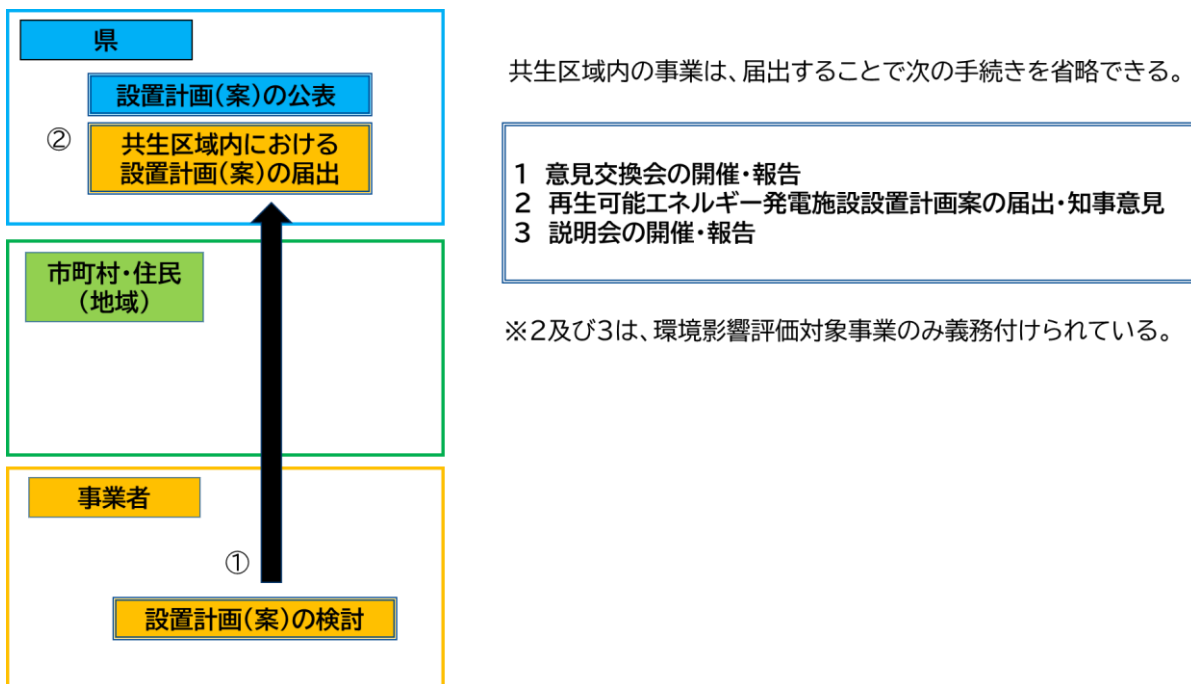 県
設置計画(案)の公表
②
共生区域内における
設置計画(案)の届出
市町村・住民
(地域)
事業者
①
設置計画(案)の検討
共生区域内の事業は、届出することで次の手続きを省略できる。
1 意見交換会の開催・報告
2 再生可能エネルギー発電施設設置計画案の届出・知事意見
3 説明会の開催・報告
※2及び3は、環境影響評価対象事業のみ義務付けられている。